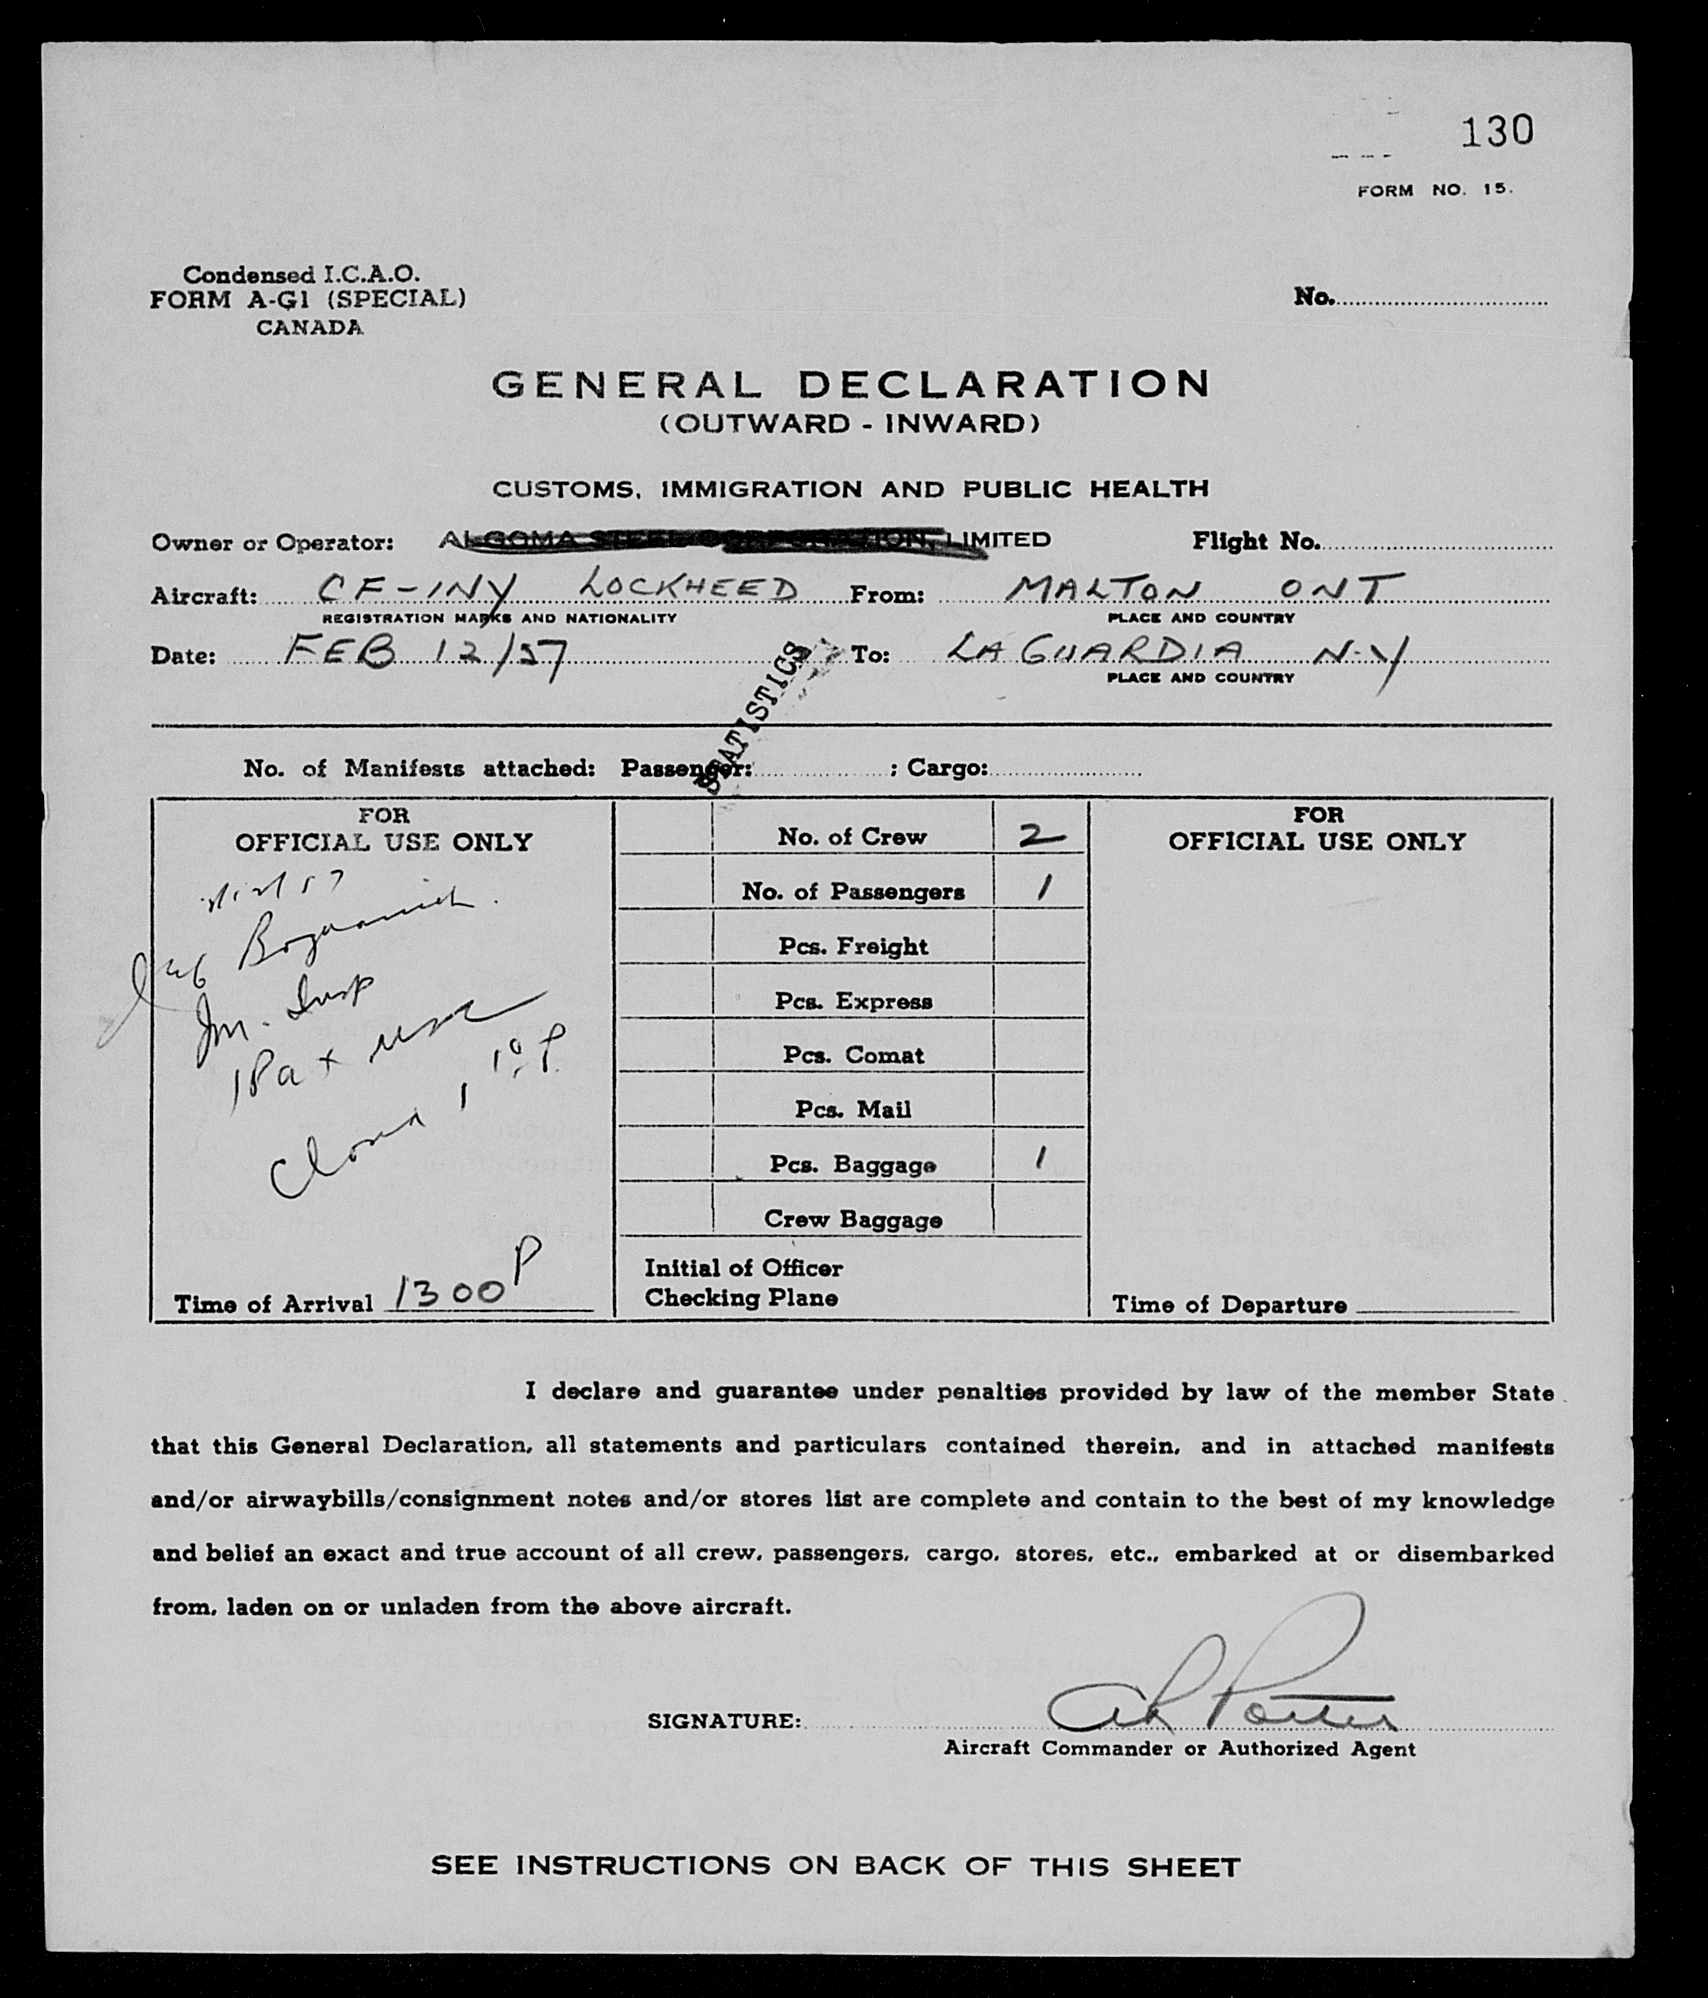 130
FORM NO. 15.
Condensed I.C.A.O.
FORM A-G1 (SPECIAL)
CANADA
No.
GENERAL DECLARATION
(OUTWARD - INWARD)
CUSTOMS, IMMIGRATION AND PUBLIC HEALTH
Owner or Operator: ALGOMA STEEL CORPORATION, LIMITED Flight No.
Aircraft: CF-INY LOCKHEED From: MALTON ONT
REGISTRATION MARKS AND NATIONALITY PLACE AND COUNTRY
Date: FEB 12/57 To: LA GUARDIA N.Y
PLACE AND COUNTRY
STATISTICS
No. of Manifests attached: Passenger: ; Cargo:
FOR
OFFICIAL USE ONLY
Im. Insp
1 Pax
Time of Arrival 1300 P
No. of Crew 2
No. of Passengers 1
Pcs. Freight
Pcs. Express
Pcs. Comat
Pcs. Mail
Pcs. Baggage 1
Crew Baggage
Initial of Officer
Checking Plane
FOR
OFFICIAL USE ONLY
Time of Departure
I declare and guarantee under penalties provided by law of the member State
that this General Declaration, all statements and particulars contained therein, and in attached manifests
and/or airwaybills/consignment notes and/or stores list are complete and contain to the best of my knowledge
and belief an exact and true account of all crew, passengers, cargo, stores, etc., embarked at or disembarked
from, laden on or unladen from the above aircraft.
SIGNATURE: Porter
Aircraft Commander or Authorized Agent
SEE INSTRUCTIONS ON BACK OF THIS SHEET